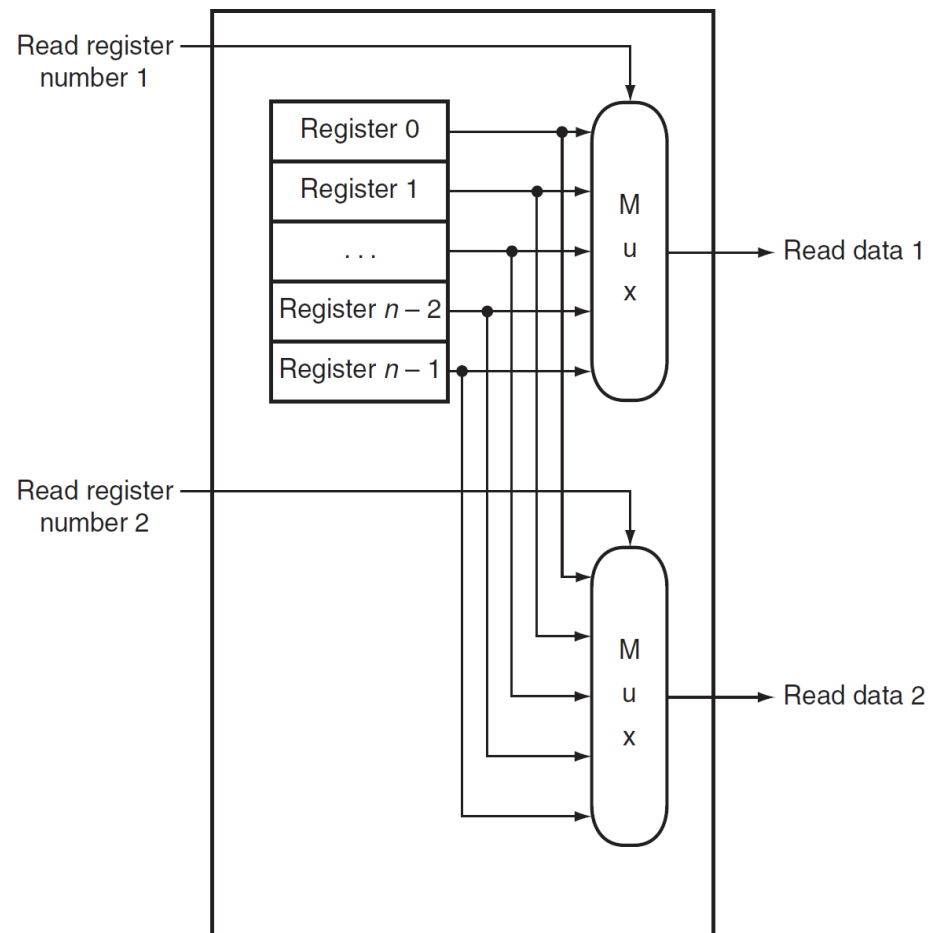 Read register
number 1
Register 0
Register 1
. . .
Register n – 2
Register n – 1
M
u
x
Read data 1
Read register
number 2
M
u
x
Read data 2